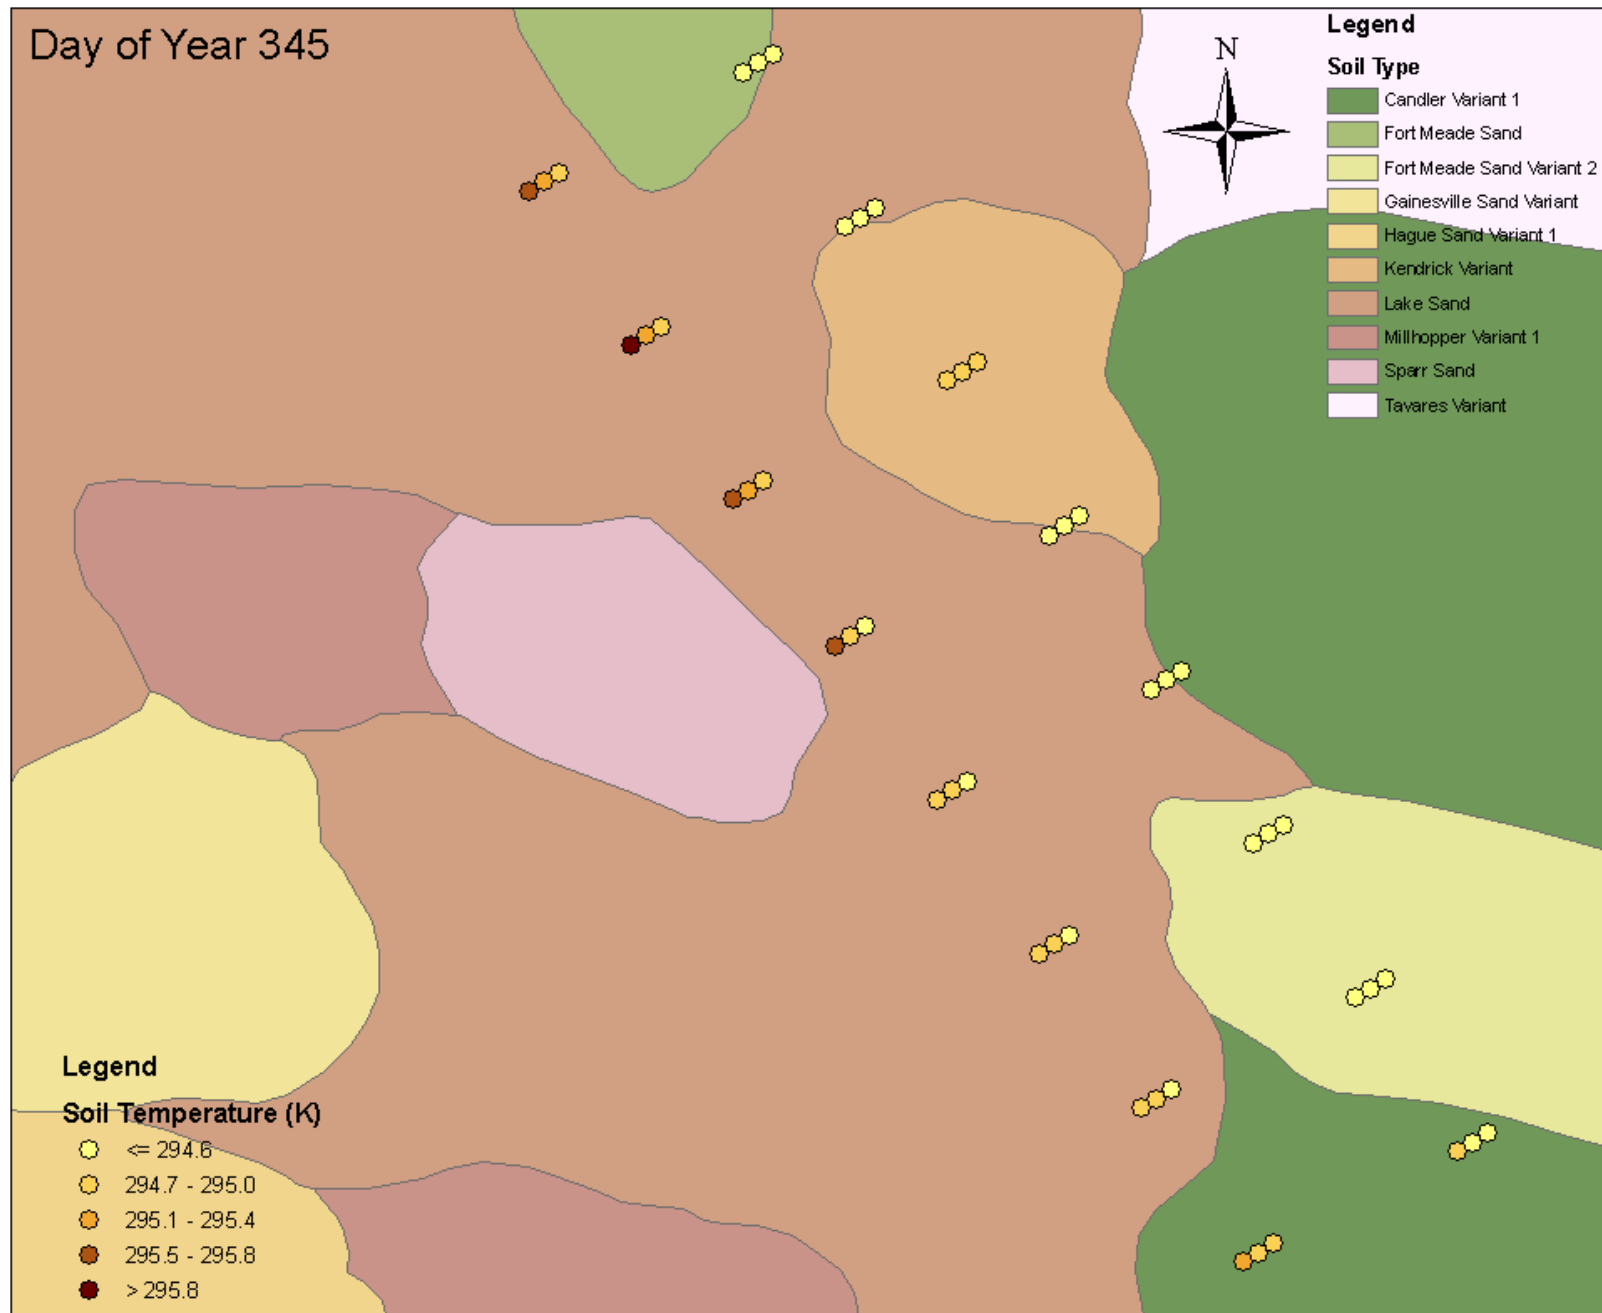 Day of Year 345
N
Legend
Soil Type
Candler Variant 1
Fort Meade Sand
Fort Meade Sand Variant 2
Gainesville Sand Variant
Hague Sand Variant 1
Kendrick Variant
Lake Sand
Millhopper Variant 1
Sparr Sand
Tavares Variant
Legend
Soil Temperature (K)
<= 294.6
294.7 - 295.0
295.1 - 295.4
295.5 - 295.8
> 295.8